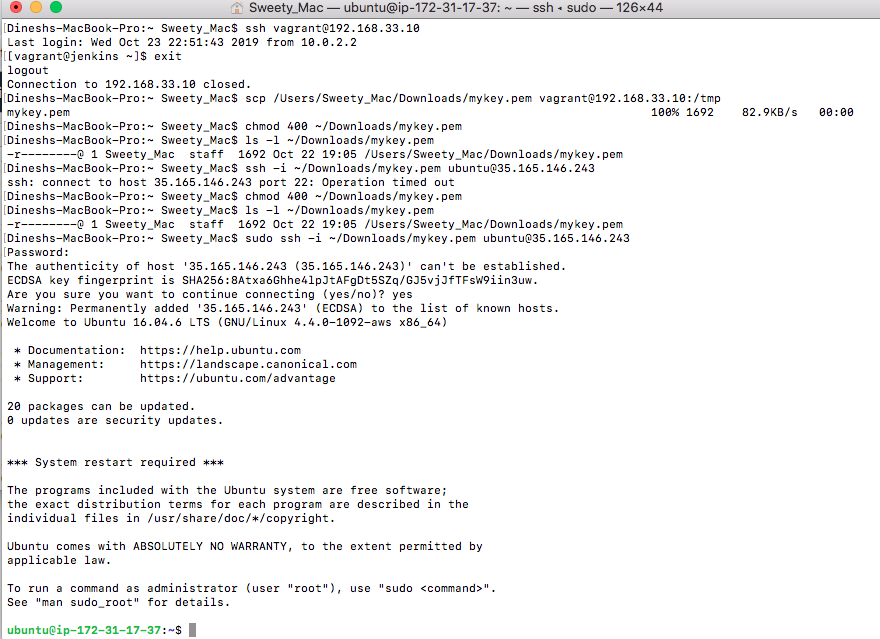 Sweety_Mac — ubuntu@ip-172-31-17-37: ~ — ssh ◂ sudo — 126×44
[Dineshs-MacBook-Pro:~ Sweety_Mac$ ssh vagrant@192.168.33.10
Last login: Wed Oct 23 22:51:43 2019 from 10.0.2.2
[[vagrant@jenkins ~]$ exit
logout
Connection to 192.168.33.10 closed.
[Dineshs-MacBook-Pro:~ Sweety_Mac$ scp /Users/Sweety_Mac/Downloads/mykey.pem vagrant@192.168.33.10:/tmp
mykey.pem 100% 1692 82.9KB/s 00:00
[Dineshs-MacBook-Pro:~ Sweety_Mac$ chmod 400 ~/Downloads/mykey.pem
[Dineshs-MacBook-Pro:~ Sweety_Mac$ ls -l ~/Downloads/mykey.pem
-r--------@ 1 Sweety_Mac  staff  1692 Oct 22 19:05 /Users/Sweety_Mac/Downloads/mykey.pem
[Dineshs-MacBook-Pro:~ Sweety_Mac$ ssh -i ~/Downloads/mykey.pem ubuntu@35.165.146.243
ssh: connect to host 35.165.146.243 port 22: Operation timed out
[Dineshs-MacBook-Pro:~ Sweety_Mac$ chmod 400 ~/Downloads/mykey.pem
[Dineshs-MacBook-Pro:~ Sweety_Mac$ ls -l ~/Downloads/mykey.pem
-r--------@ 1 Sweety_Mac  staff  1692 Oct 22 19:05 /Users/Sweety_Mac/Downloads/mykey.pem
[Dineshs-MacBook-Pro:~ Sweety_Mac$ sudo ssh -i ~/Downloads/mykey.pem ubuntu@35.165.146.243
[Password:
The authenticity of host '35.165.146.243 (35.165.146.243)' can't be established.
ECDSA key fingerprint is SHA256:8Atxa6Ghhe4lpJtAFgDt5SZq/GJ5vjJfTFsW9iin3uw.
Are you sure you want to continue connecting (yes/no)? yes
Warning: Permanently added '35.165.146.243' (ECDSA) to the list of known hosts.
Welcome to Ubuntu 16.04.6 LTS (GNU/Linux 4.4.0-1092-aws x86_64)
* Documentation:  https://help.ubuntu.com
* Management:     https://landscape.canonical.com
* Support:        https://ubuntu.com/advantage
20 packages can be updated.
0 updates are security updates.
*** System restart required ***
The programs included with the Ubuntu system are free software;
the exact distribution terms for each program are described in the
individual files in /usr/share/doc/*/copyright.
Ubuntu comes with ABSOLUTELY NO WARRANTY, to the extent permitted by
applicable law.
To run a command as administrator (user "root"), use "sudo <command>".
See "man sudo_root" for details.
ubuntu@ip-172-31-17-37:~$